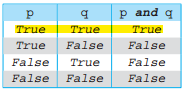 p q p and q
True True True
True False False
False True False
False False False